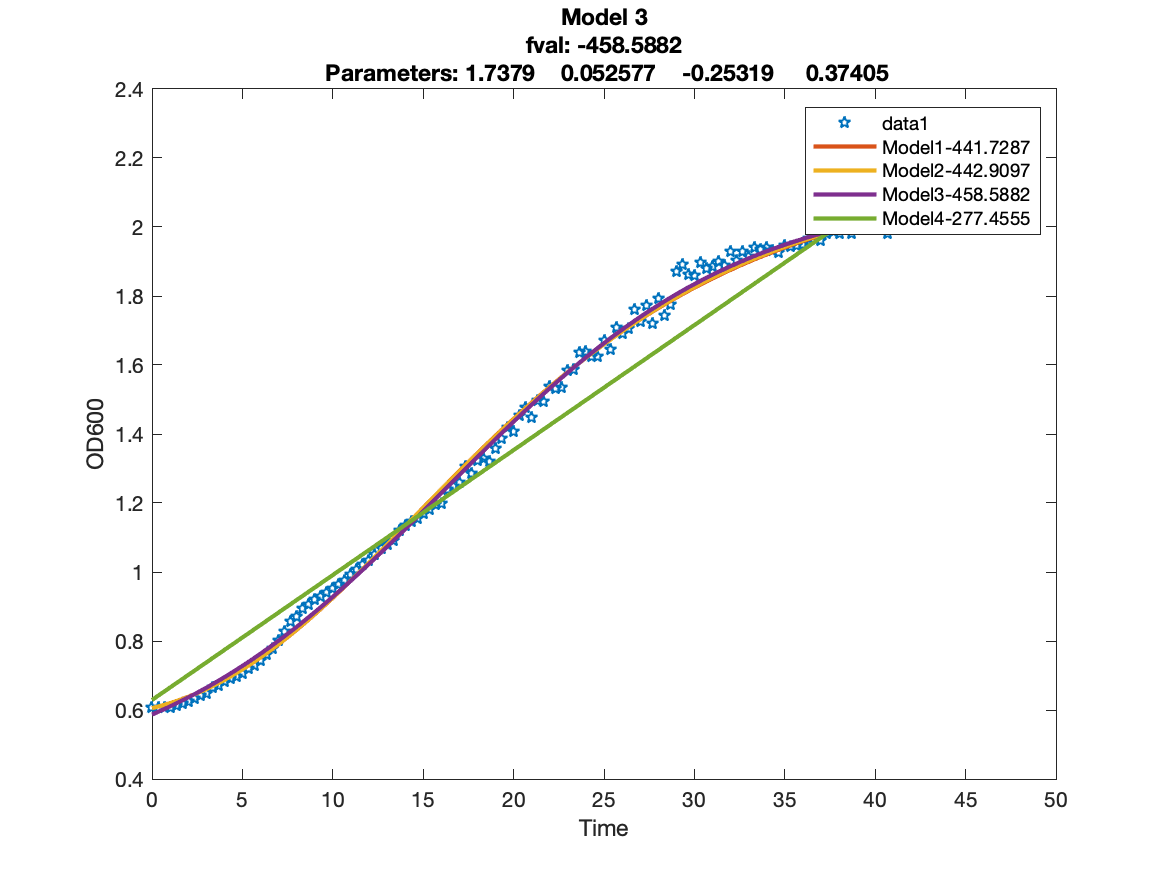 Model 3
fval: -458.5882
Parameters: 1.7379 0.052577 -0.25319 0.37405
2.4
2.2
2
1.8
1.6
1.4
1.2
1
0.8
0.6
0.4
OD600
data1
Model1-441.7287
Model2-442.9097
Model3-458.5882
Model4-277.4555
0 5 10 15 20 25 30 35 40 45 50
Time